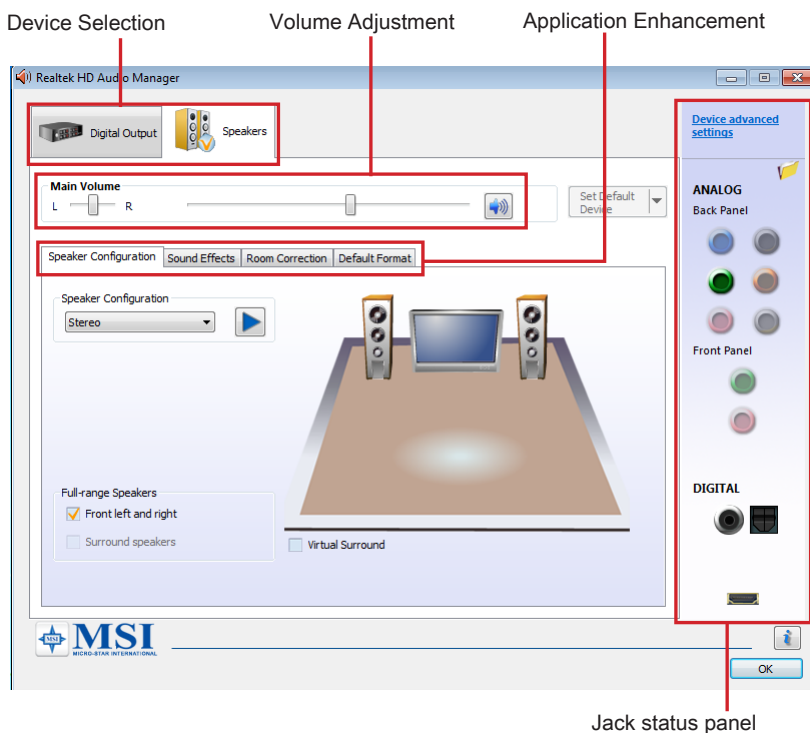 Device Selection
Volume Adjustment
Application Enhancement
Realtek HD Audio Manager
Digital Output
Speakers
Device advanced
settings
Main Volume
L
R
Set Default
Device
ANALOG
Back Panel
Speaker Configuration
Sound Effects
Room Correction
Default Format
Speaker Configuration
Stereo
Front Panel
Full-range Speakers
Front left and right
Surround speakers
Virtual Surround
DIGITAL
MSI
MSI
MICRO-STAR INTERNATIONAL
i
OK
Jack status panel